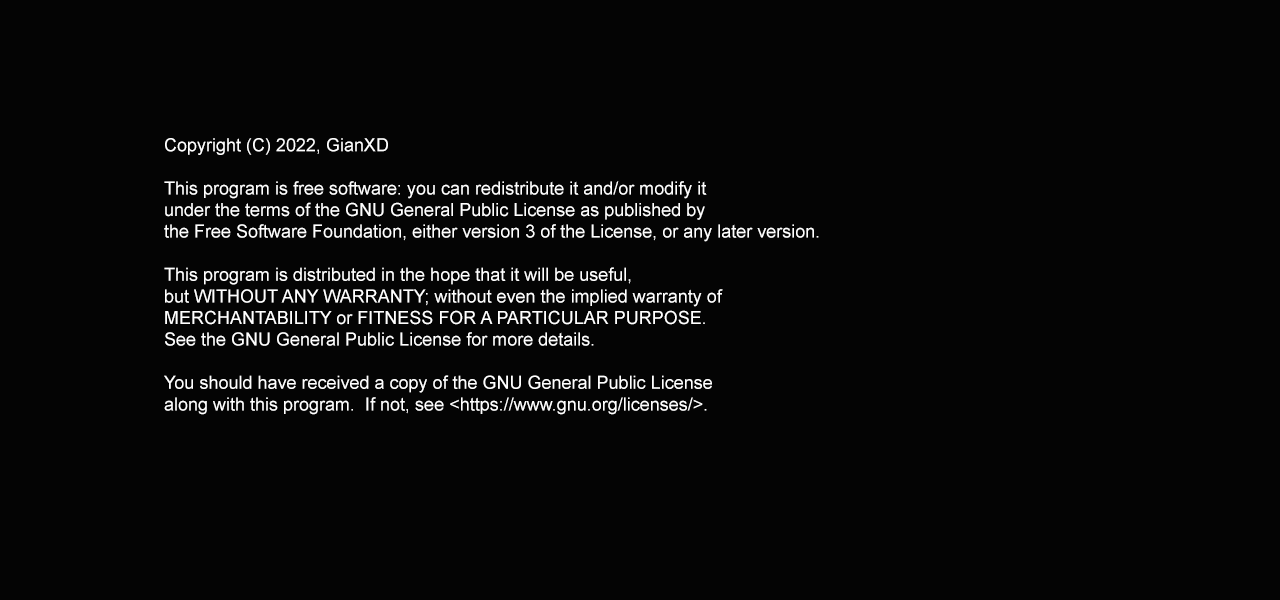 Copyright (C) 2022, GianXD
This program is free software: you can redistribute it and/or modify it
under the terms of the GNU General Public License as published by
the Free Software Foundation, either version 3 of the License, or any later version.
This program is distributed in the hope that it will be useful,
but WITHOUT ANY WARRANTY; without even the implied warranty of
MERCHANTABILITY or FITNESS FOR A PARTICULAR PURPOSE.
See the GNU General Public License for more details.
You should have received a copy of the GNU General Public License
along with this program.  If not, see <https://www.gnu.org/licenses/>.